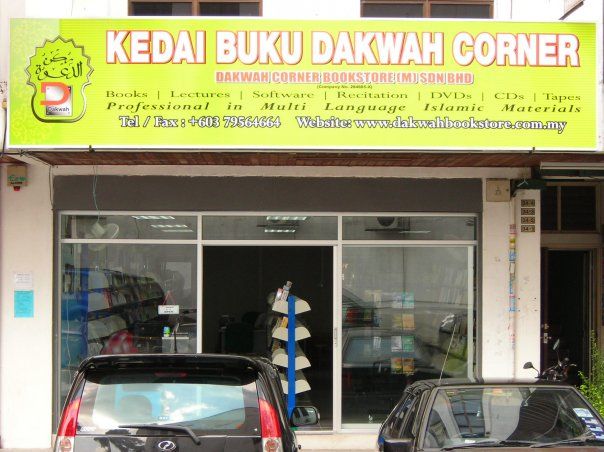 KEDAI BUKU DAKWAH CORNER
DAKWAH CORNER BOOKSTORE (M) SDN BHD
Books | Lectures | Software | Recitation | DVDs | CDs | Tapes
Professional in Multi Language Islamic Materials
Tel / Fax : +603 79564664 Website: www.dakwahbookstore.com.my
Dakwah